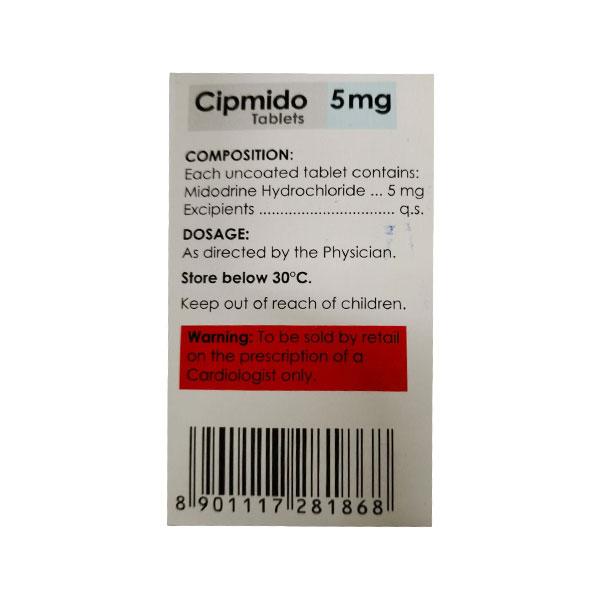 Cipmido 5mg
Tablets
COMPOSITION:
Each uncoated tablet contains:
Midodrine Hydrochloride ... 5 mg
Excipients ................................ q.s.
DOSAGE:
As directed by the Physician.
Store below 30°C.
Keep out of reach of children.
Warning: To be sold by retail
on the prescription of a
Cardiologist only.
8 901117 281868